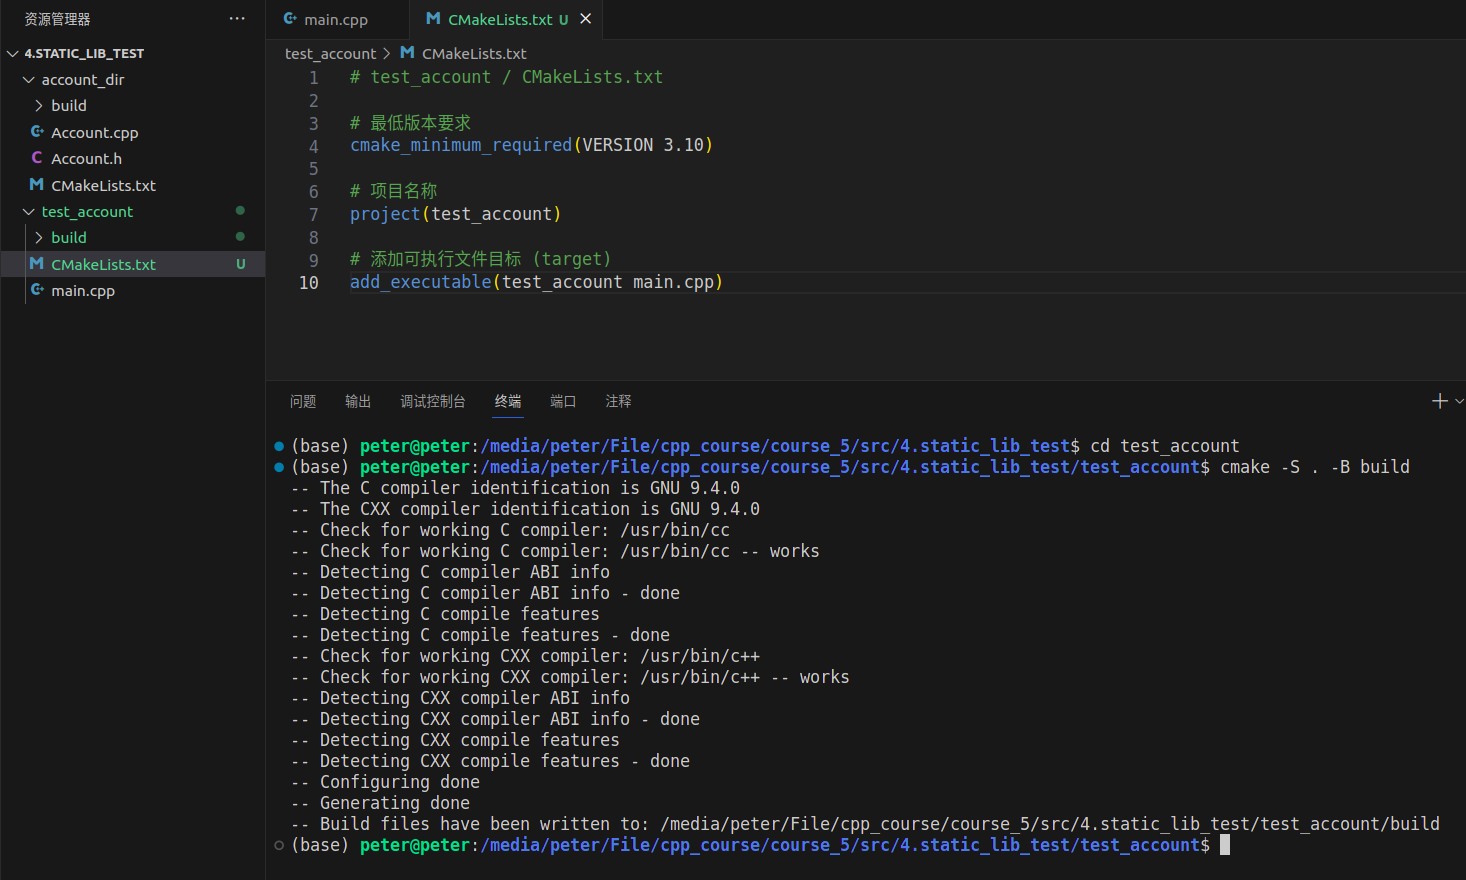 资源管理器
4.STATIC_LIB_TEST
account_dir
build
Account.cpp
Account.h
CMakeLists.txt
test_account
build
CMakeLists.txt U
main.cpp
main.cpp
CMakeLists.txt U
test_account > CMakeLists.txt
1 # test_account / CMakeLists.txt
2
3 # 最低版本要求
4 cmake_minimum_required(VERSION 3.10)
5
6 # 项目名称
7 project(test_account)
8
9 # 添加可执行文件目标 (target)
10 add_executable(test_account main.cpp)
问题 输出 调试控制台 终端 端口 注释
(base) peter@peter:/media/peter/File/cpp_course/course_5/src/4.static_lib_test$ cd test_account
(base) peter@peter:/media/peter/File/cpp_course/course_5/src/4.static_lib_test/test_account$ cmake -S . -B build
-- The C compiler identification is GNU 9.4.0
-- The CXX compiler identification is GNU 9.4.0
-- Check for working C compiler: /usr/bin/cc
-- Check for working C compiler: /usr/bin/cc -- works
-- Detecting C compiler ABI info
-- Detecting C compiler ABI info - done
-- Detecting C compile features
-- Detecting C compile features - done
-- Check for working CXX compiler: /usr/bin/c++
-- Check for working CXX compiler: /usr/bin/c++ -- works
-- Detecting CXX compiler ABI info
-- Detecting CXX compiler ABI info - done
-- Detecting CXX compile features
-- Detecting CXX compile features - done
-- Configuring done
-- Generating done
-- Build files have been written to: /media/peter/File/cpp_course/course_5/src/4.static_lib_test/test_account/build
(base) peter@peter:/media/peter/File/cpp_course/course_5/src/4.static_lib_test/test_account$